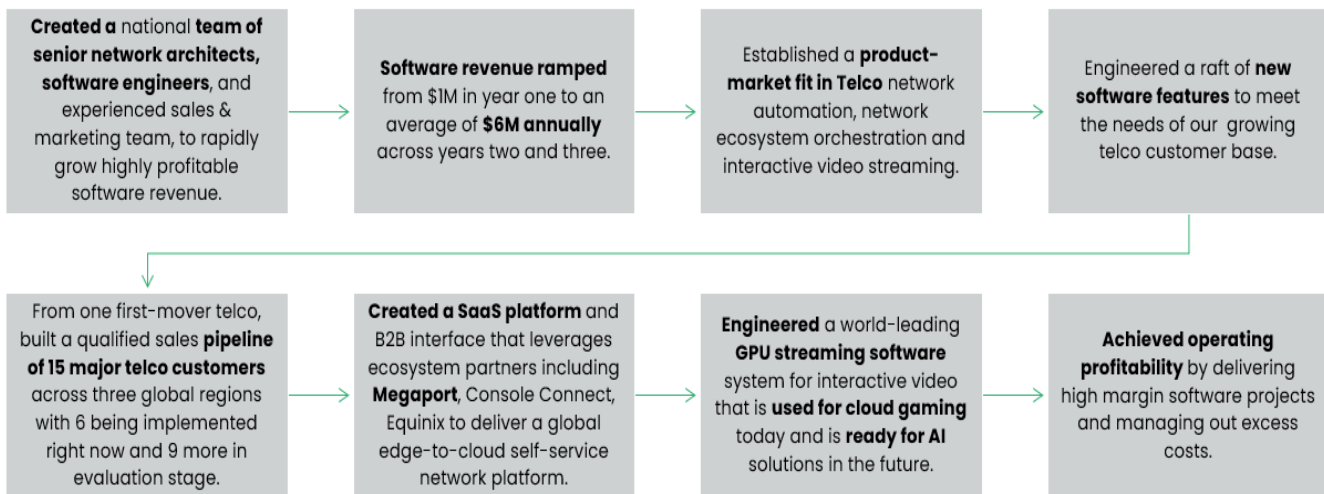 Created a national team of
senior network architects,
software engineers, and
experienced sales &
marketing team, to rapidly
grow highly profitable
software revenue.
Software revenue ramped
from $1M in year one to an
average of $6M annually
across years two and three.
Established a product-
market fit in Telco network
automation, network
ecosystem orchestration and
interactive video streaming.
Engineered a raft of new
software features to meet
the needs of our growing
telco customer base.
From one first-mover telco,
built a qualified sales pipeline
of 15 major telco customers
across three global regions
with 6 being implemented
right now and 9 more in
evaluation stage.
Created a SaaS platform and
B2B interface that leverages
ecosystem partners including
Megaport, Console Connect,
Equinix to deliver a global
edge-to-cloud self-service
network platform.
Engineered a world-leading
GPU streaming software
system for interactive video
that is used for cloud gaming
today and is ready for AI
solutions in the future.
Achieved operating
profitability by delivering
high margin software projects
and managing out excess
costs.